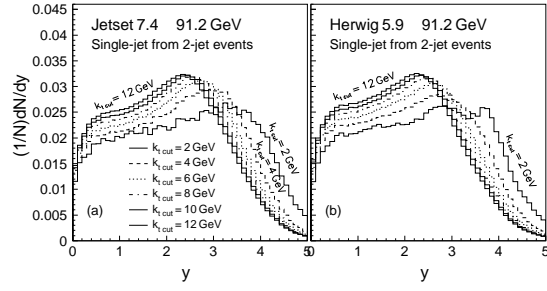 Jetset 7.4 91.2 GeV
Single-jet from 2-jet events
k_t cut = 12 GeV
k_t cut = 2 GeV
k_t cut = 4 GeV
k_t cut = 2 GeV
k_t cut = 4 GeV
k_t cut = 6 GeV
k_t cut = 8 GeV
k_t cut = 10 GeV
k_t cut = 12 GeV
(a)
(1/N)dN/dy
0.045
0.04
0.035
0.03
0.025
0.02
0.015
0.01
0.005
0
0 1 2 3 4 5
y
Herwig 5.9 91.2 GeV
Single-jet from 2-jet events
k_t cut = 12 GeV
k_t cut = 2 GeV
(b)
0 1 2 3 4 5
y